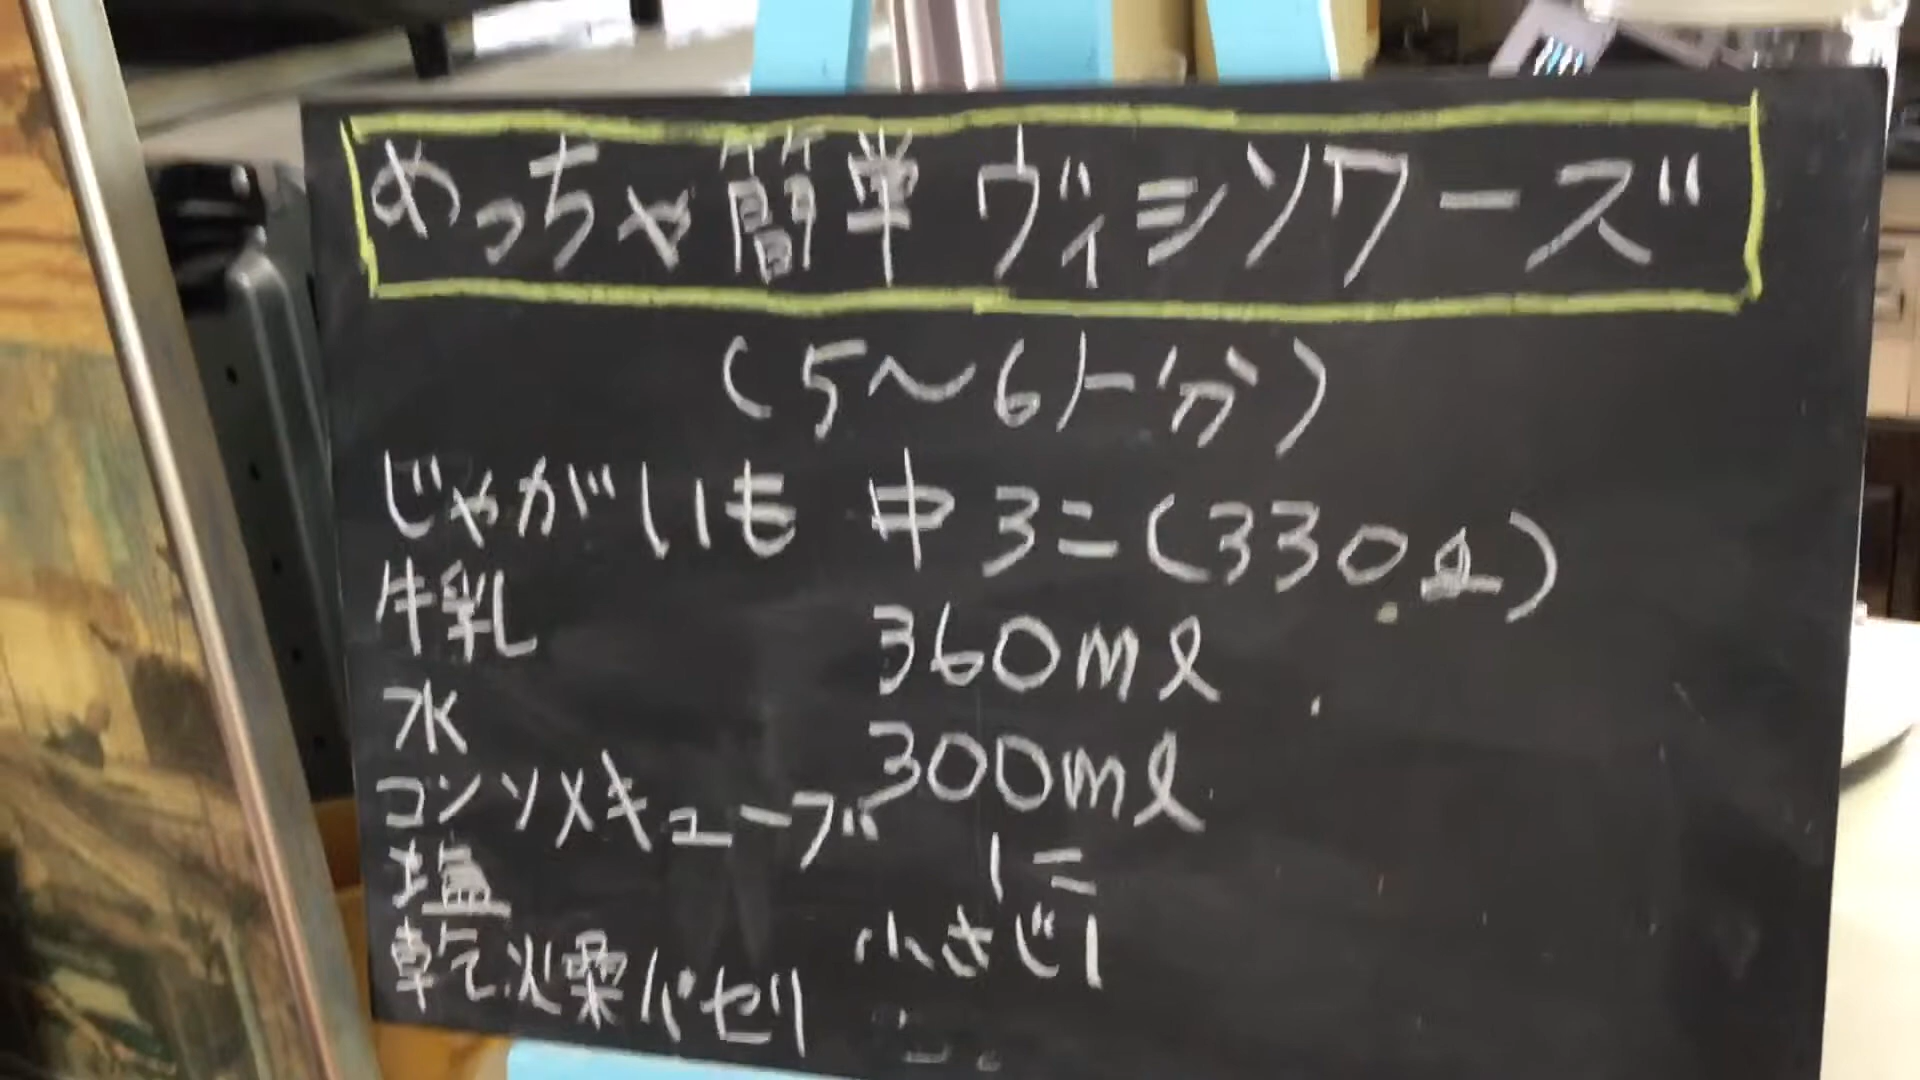 めっちゃ簡単ヴィシソワーズ
(5〜6人分)
じゃがいも 中3こ(330g)
牛乳 360ml
水 300ml
コンソメキューブ 1こ
塩 小さじ1
乾燥パセリ